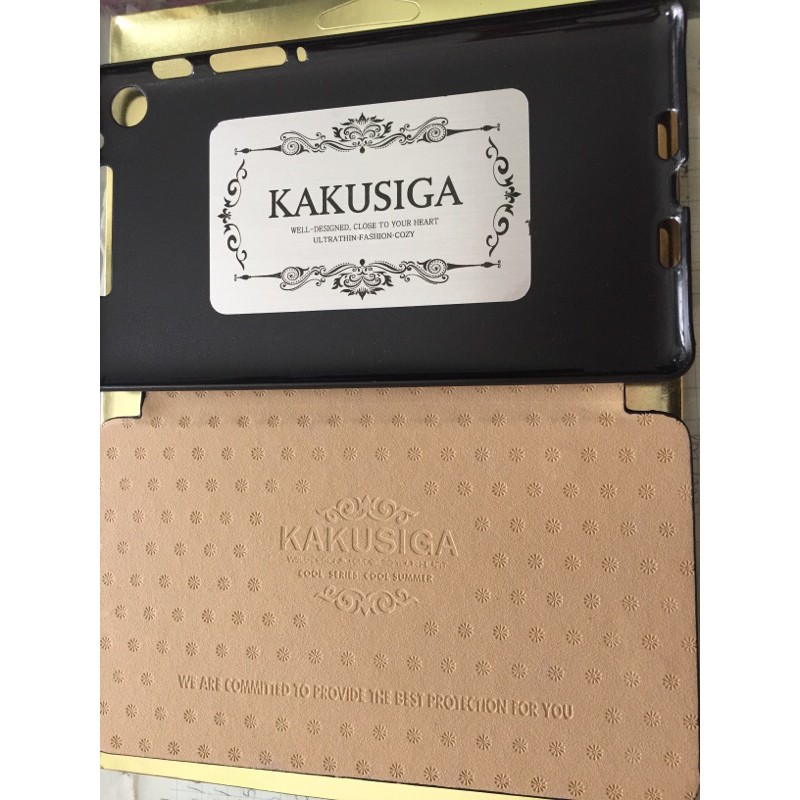 KAKUSIGA
WELL-DESIGNED, CLOSE TO YOUR HEART
ULTRATHIN·FASHION·COZY
KAKUSIGA
COOL SERIES COOL SUMMER
WE ARE COMMITTED TO PROVIDE THE BEST PROTECTION FOR YOU